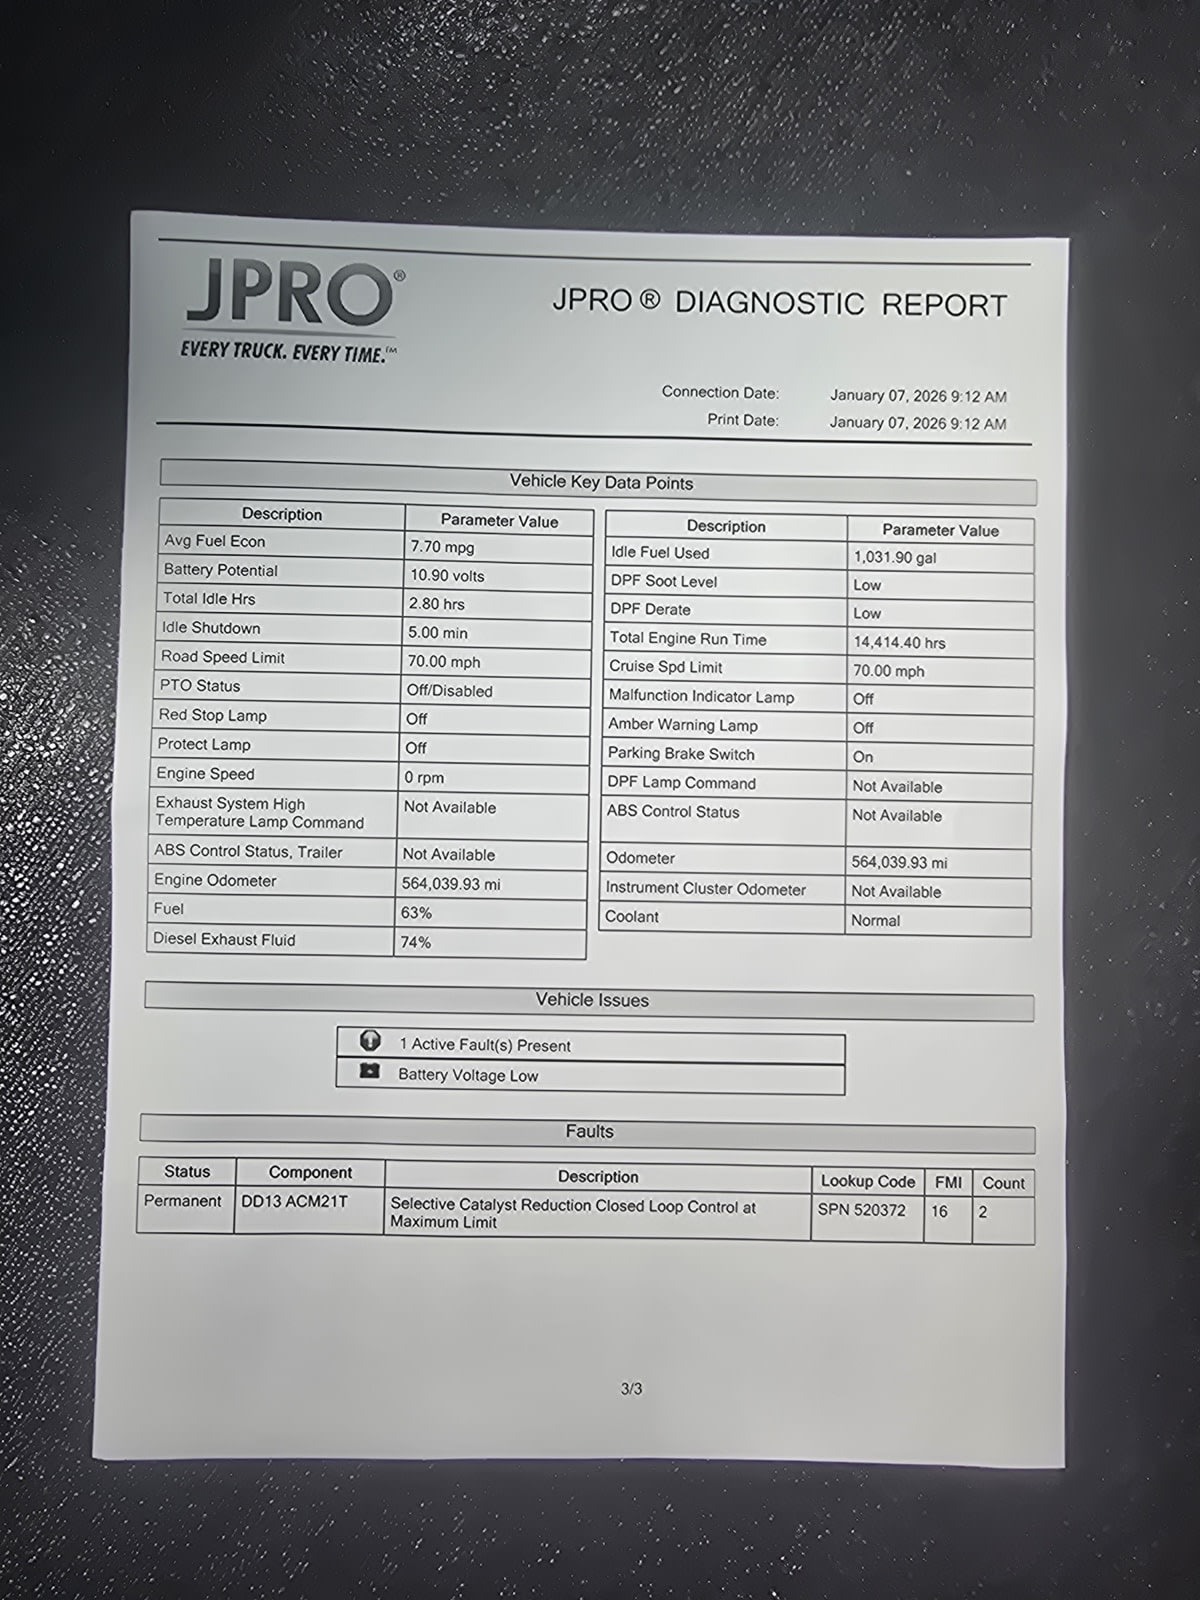 JPRO®
EVERY TRUCK. EVERY TIME.™
JPRO® DIAGNOSTIC REPORT
Connection Date: January 07, 2026 9:12 AM
Print Date: January 07, 2026 9:12 AM
Vehicle Key Data Points
Description Parameter Value
Avg Fuel Econ 7.70 mpg
Battery Potential 10.90 volts
Total Idle Hrs 2.80 hrs
Idle Shutdown 5.00 min
Road Speed Limit 70.00 mph
PTO Status Off/Disabled
Red Stop Lamp Off
Protect Lamp Off
Engine Speed 0 rpm
Exhaust System High Not Available
Temperature Lamp Command
ABS Control Status, Trailer Not Available
Engine Odometer 564,039.93 mi
Fuel 63%
Diesel Exhaust Fluid 74%
Description Parameter Value
Idle Fuel Used 1,031.90 gal
DPF Soot Level Low
DPF Derate Low
Total Engine Run Time 14,414.40 hrs
Cruise Spd Limit 70.00 mph
Malfunction Indicator Lamp Off
Amber Warning Lamp Off
Parking Brake Switch On
DPF Lamp Command Not Available
ABS Control Status Not Available
Odometer 564,039.93 mi
Instrument Cluster Odometer Not Available
Coolant Normal
Vehicle Issues
1 Active Fault(s) Present
Battery Voltage Low
Faults
Status Component Description Lookup Code FMI Count
Permanent DD13 ACM21T Selective Catalyst Reduction Closed Loop Control at SPN 520372 16 2
Maximum Limit
3/3